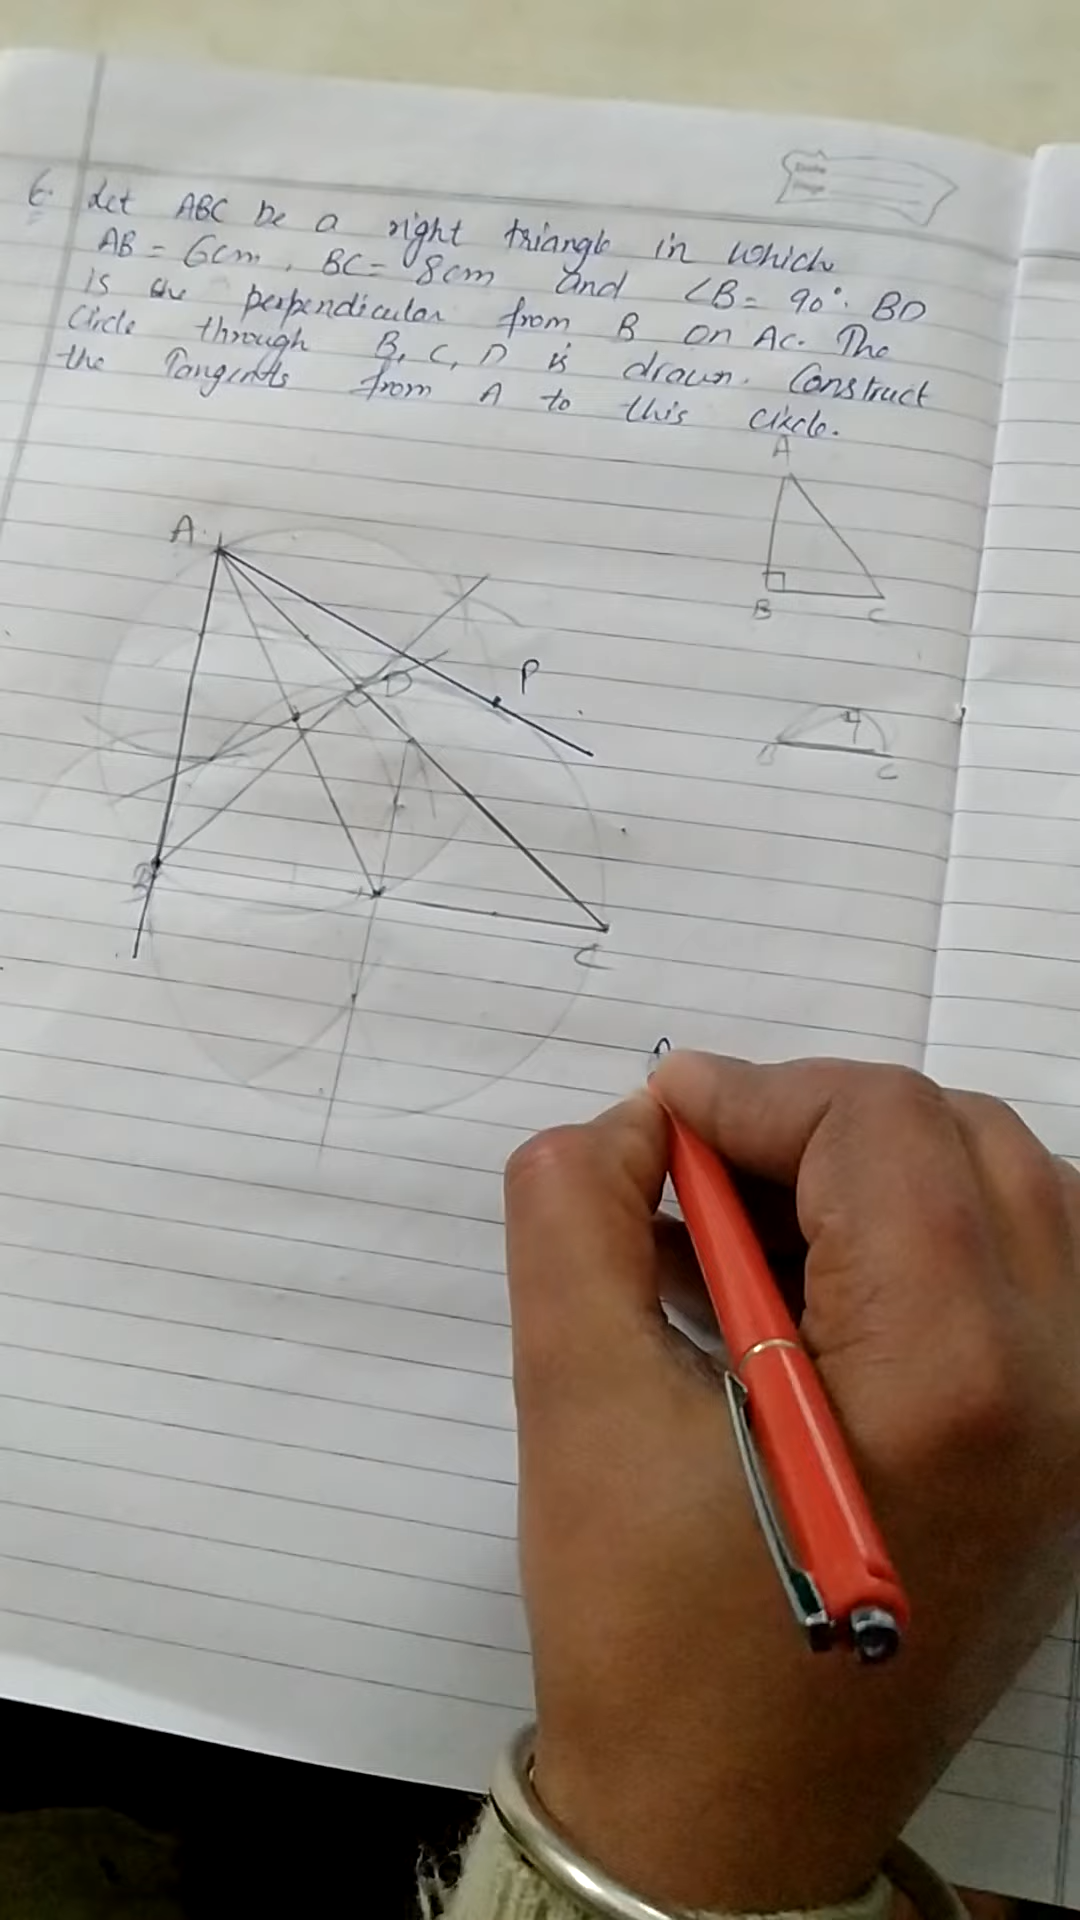 6. Let ABC be a right triangle in which
AB = 6cm, BC = 8cm and ∠B = 90°. BD
is the perpendicular from B on AC. The
Circle through B, C, D is drawn. Construct
the Tangents from A to this circle.
A
B
C
A
D
P
B
C
C